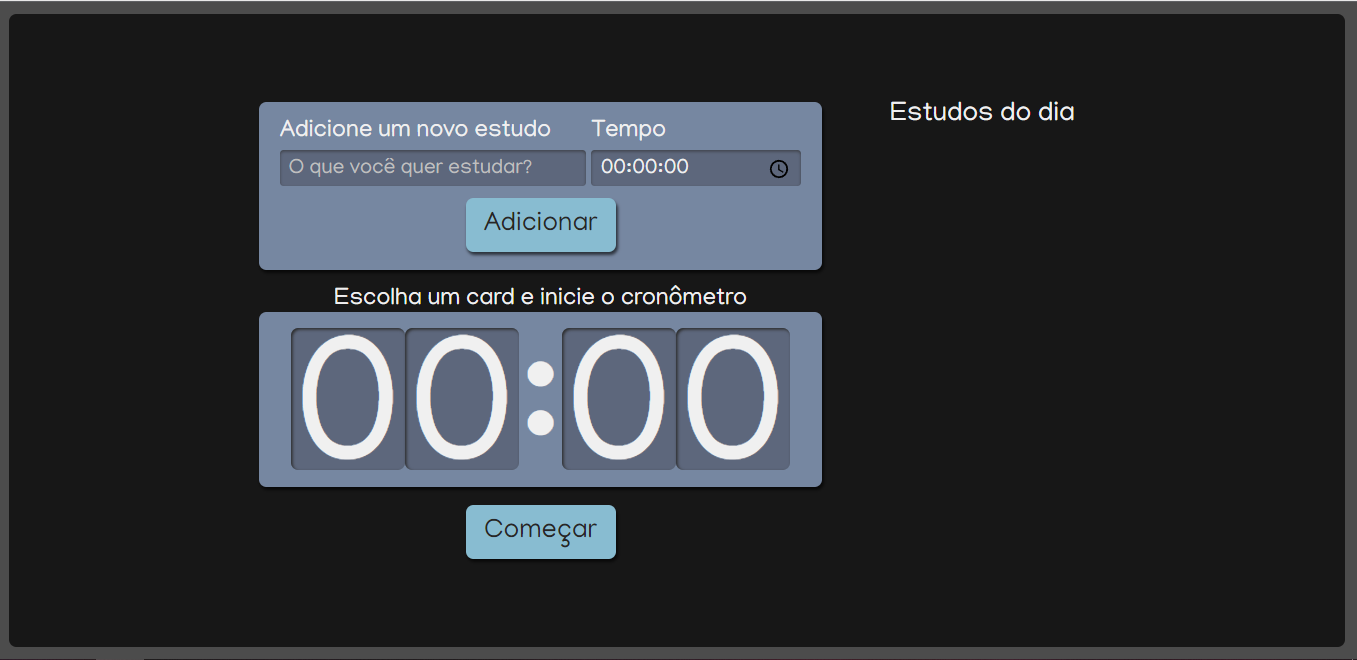 Adicione um novo estudo
Tempo
O que você quer estudar?
00:00:00
Adicionar
Escolha um card e inicie o cronômetro
00:00
Começar
Estudos do dia